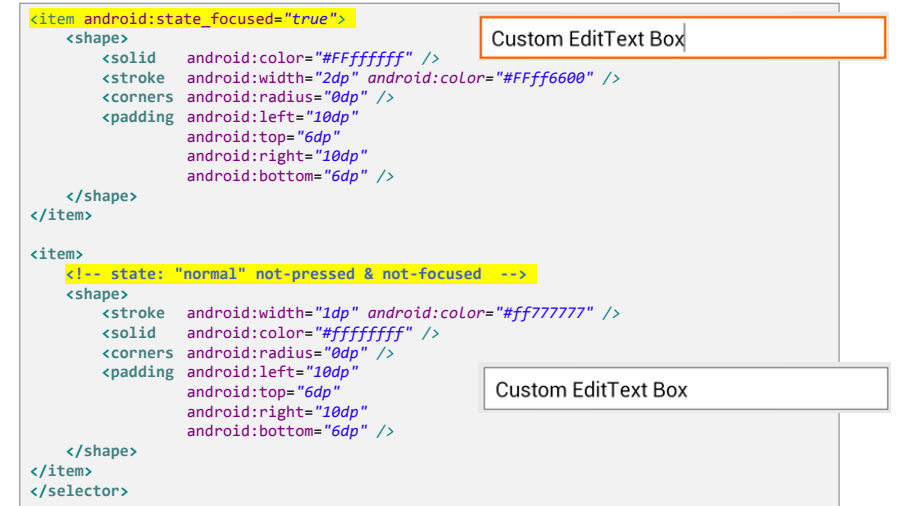 <item android:state_focused="true">
<shape>
<solid android:color="#FFffffff" />
<stroke android:width="2dp" android:color="#FFff6600" />
<corners android:radius="0dp" />
<padding android:left="10dp"
android:top="6dp"
android:right="10dp"
android:bottom="6dp" />
</shape>
</item>
Custom EditText Box
<item>
<!-- state: "normal" not-pressed & not-focused -->
<shape>
<stroke android:width="1dp" android:color="#ff777777" />
<solid android:color="#ffffffff" />
<corners android:radius="0dp" />
<padding android:left="10dp"
android:top="6dp"
android:right="10dp"
android:bottom="6dp" />
</shape>
</item>
</selector>
Custom EditText Box